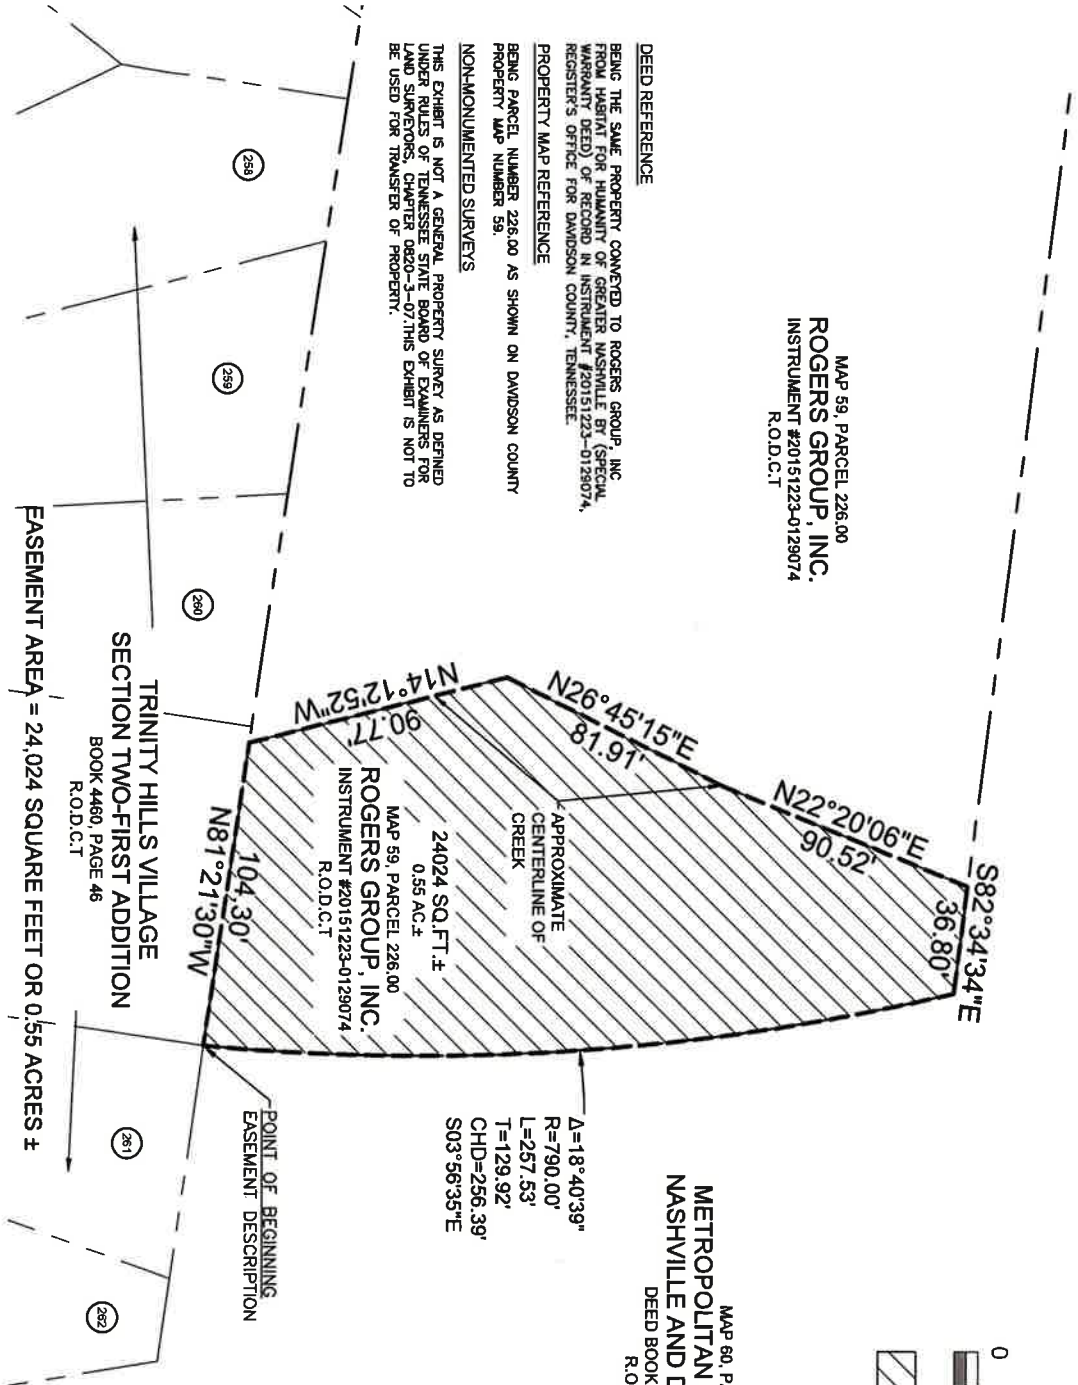 DEED REFERENCE
BEING THE SAME PROPERTY CONVEYED TO ROGERS GROUP, INC
FROM HABITAT FOR HUMANITY OF GREATER NASHVILLE BY (SPECIAL
WARRANTY DEED) OF RECORD IN INSTRUMENT #20151223-0129074,
REGISTER'S OFFICE FOR DAVIDSON COUNTY, TENNESSEE.
PROPERTY MAP REFERENCE
BEING PARCEL NUMBER 226.00 AS SHOWN ON DAVIDSON COUNTY
PROPERTY MAP NUMBER 59.
NON-MONUMENTED SURVEYS
THIS EXHIBIT IS NOT A GENERAL PROPERTY SURVEY AS DEFINED
UNDER RULES OF TENNESSEE STATE BOARD OF EXAMINERS FOR
LAND SURVEYORS, CHAPTER 0820-3-07.THIS EXHIBIT IS NOT TO
BE USED FOR TRANSFER OF PROPERTY.
MAP 59, PARCEL 226.00
ROGERS GROUP, INC.
INSTRUMENT #20151223-0129074
R.O.D.C.T
S82°34'34"E
36.80'
N22°20'06"E
90.52'
N26°45'15"E
81.91'
N14°12'52"W
90.77'
APPROXIMATE
CENTERLINE OF
CREEK
24024 SQ.FT.±
0.55 AC.±
MAP 59, PARCEL 226.00
ROGERS GROUP, INC.
INSTRUMENT #20151223-0129074
R.O.D.C.T
104.30'
N81°21'30"W
Δ=18°40'39"
R=790.00'
L=257.53'
T=129.92'
CHD=256.39'
S03°56'35"E
MAP 60, P
METROPOLITAN
NASHVILLE AND D
DEED BOOK
R.O
0
POINT OF BEGINNING
EASEMENT DESCRIPTION
258
259
260
261
262
TRINITY HILLS VILLAGE
SECTION TWO-FIRST ADDITION
BOOK 4460, PAGE 46
R.O.D.C.T
EASEMENT AREA = 24,024 SQUARE FEET OR 0.55 ACRES ±